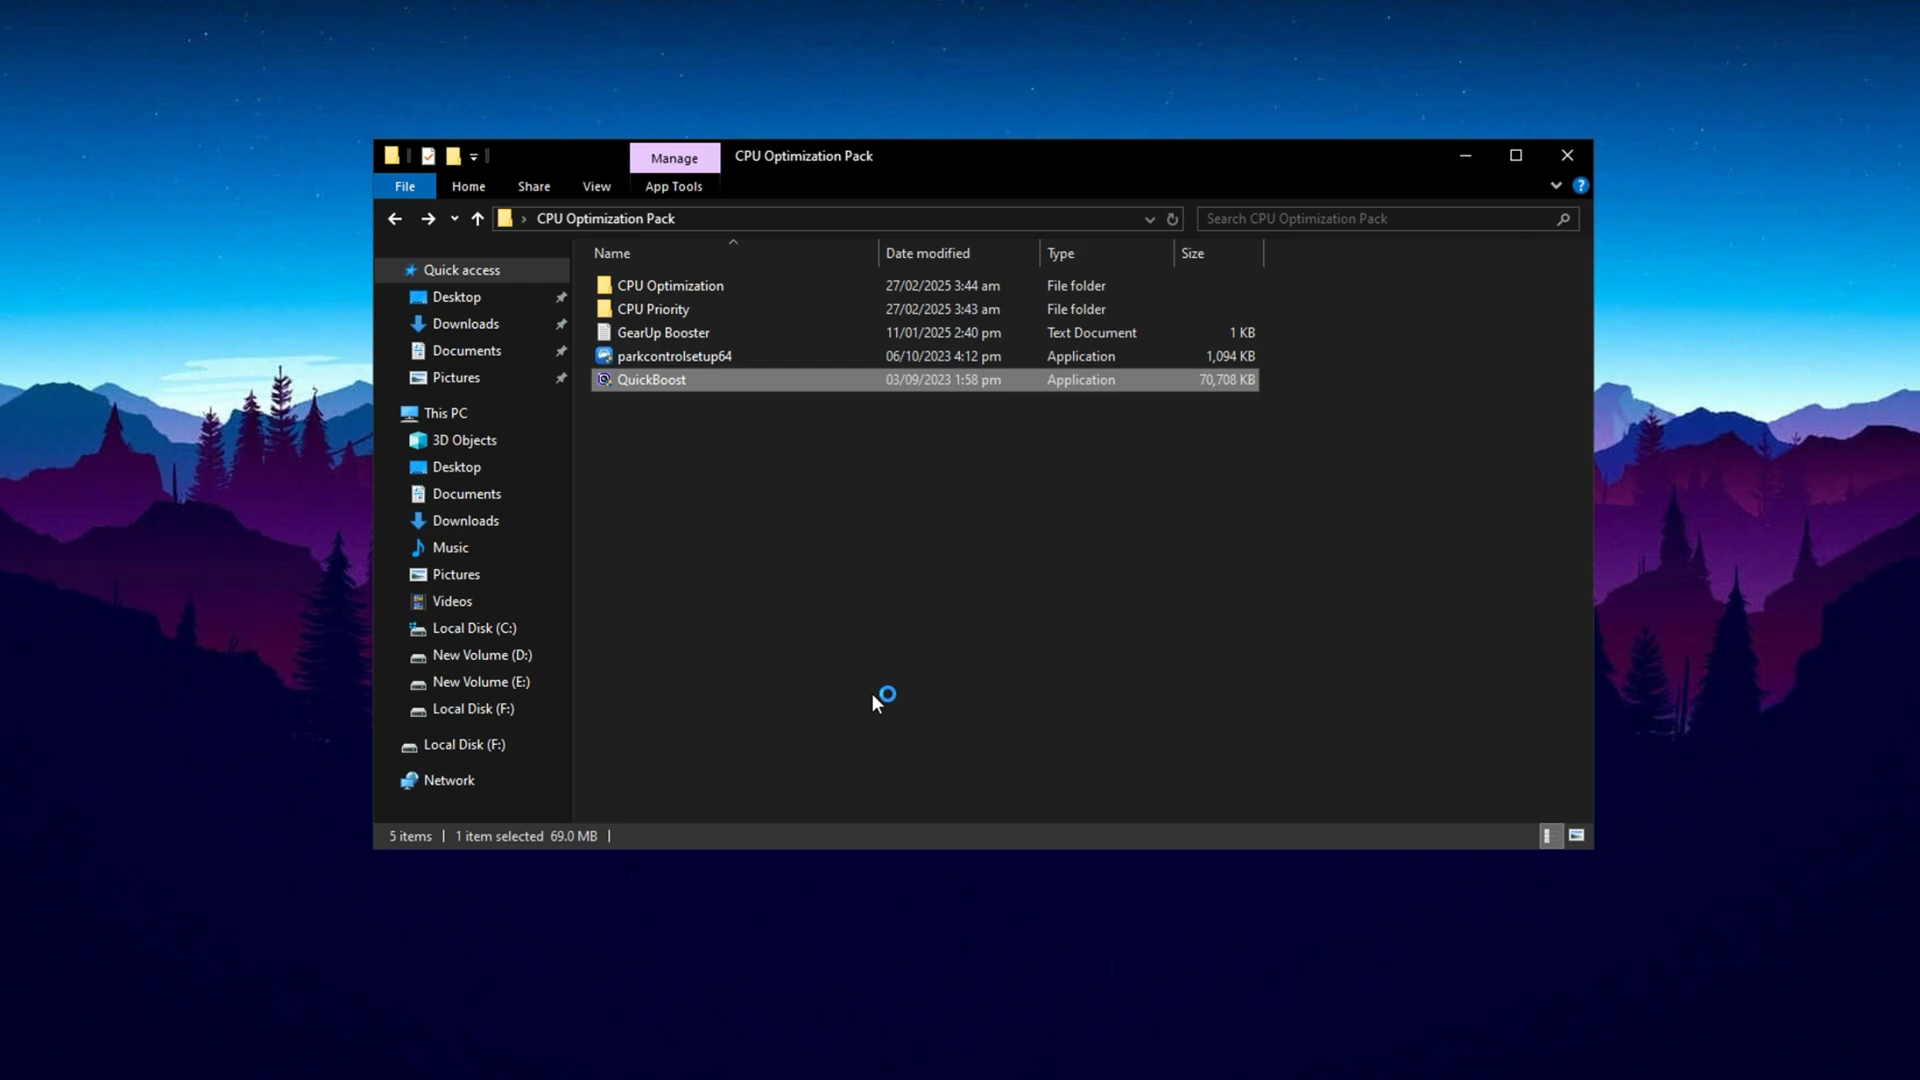 Manage
CPU Optimization Pack
File
Home
Share
View
App Tools
CPU Optimization Pack
Search CPU Optimization Pack
Name
Date modified
Type
Size
Quick access
Desktop
Downloads
Documents
Pictures
This PC
3D Objects
Desktop
Documents
Downloads
Music
Pictures
Videos
Local Disk (C:)
New Volume (D:)
New Volume (E:)
Local Disk (F:)
Local Disk (F:)
Network
CPU Optimization 27/02/2025 3:44 am File folder
CPU Priority 27/02/2025 3:43 am File folder
GearUp Booster 11/01/2025 2:40 pm Text Document 1 KB
parkcontrolsetup64 06/10/2023 4:12 pm Application 1,094 KB
QuickBoost 03/09/2023 1:58 pm Application 70,708 KB
5 items 1 item selected 69.0 MB